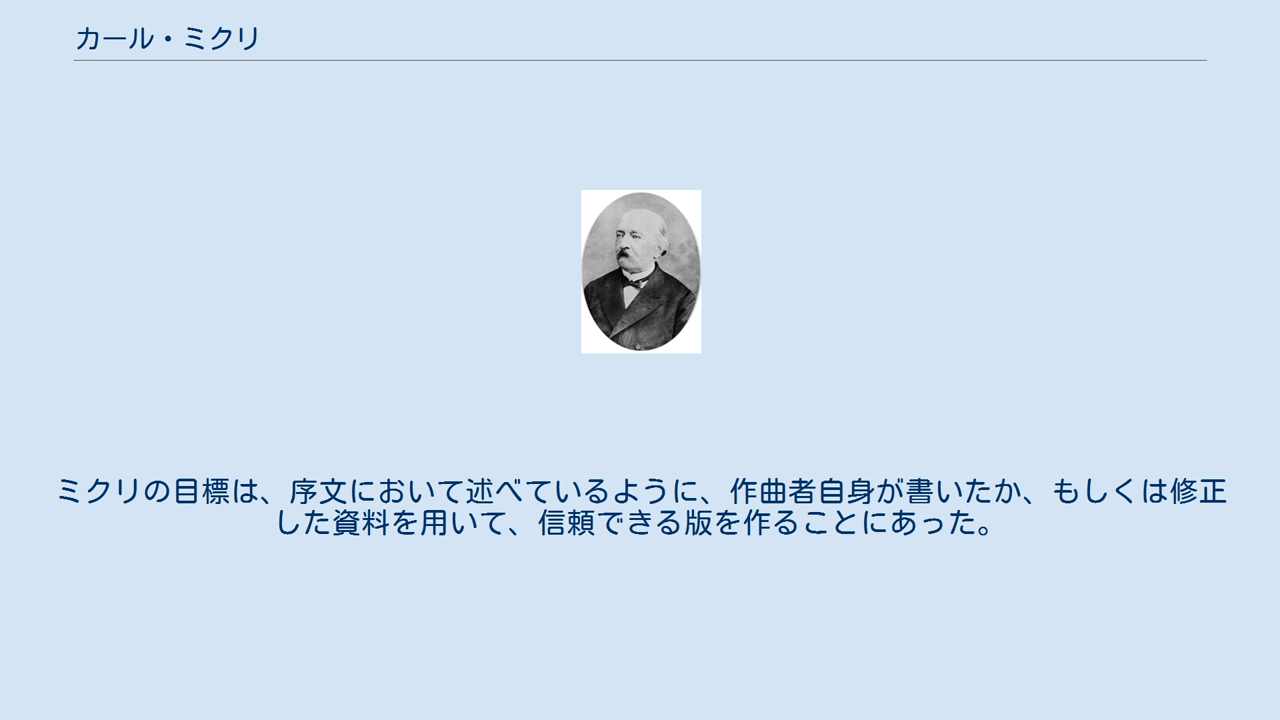 カール・ミクリ
ミクリの目標は、序文において述べているように、作曲者自身が書いたか、もしくは修正
した資料を用いて、信頼できる版を作ることにあった。